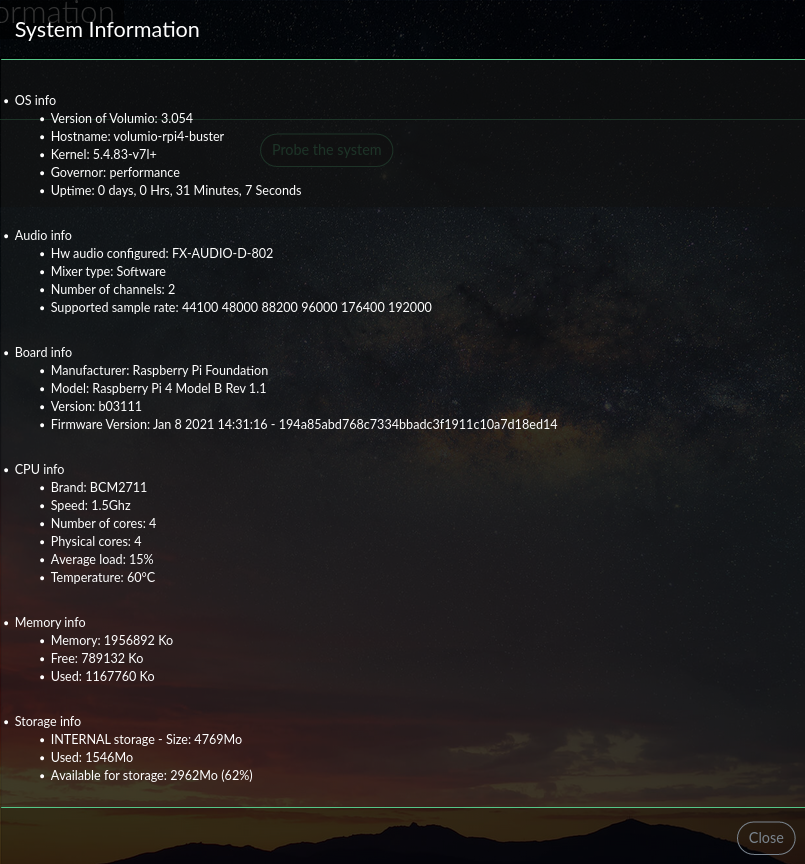 ormation
System Information
OS info
Version of Volumio: 3.054
Hostname: volumio-rpi4-buster
Kernel: 5.4.83-v7l+
Probe the system
Governor: performance
Uptime: 0 days, 0 Hrs, 31 Minutes, 7 Seconds
Audio info
Hw audio configured: FX-AUDIO-D-802
Mixer type: Software
Number of channels: 2
Supported sample rate: 44100 48000 88200 96000 176400 192000
Board info
Manufacturer: Raspberry Pi Foundation
Model: Raspberry Pi 4 Model B Rev 1.1
Version: b03111
Firmware Version: Jan 8 2021 14:31:16 - 194a85abd768c7334bbadc3f1911c10a7d18ed14
CPU info
Brand: BCM2711
Speed: 1.5Ghz
Number of cores: 4
Physical cores: 4
Average load: 15%
Temperature: 60°C
Memory info
Memory: 1956892 Ko
Free: 789132 Ko
Used: 1167760 Ko
Storage info
INTERNAL storage - Size: 4769Mo
Used: 1546Mo
Available for storage: 2962Mo (62%)
Close